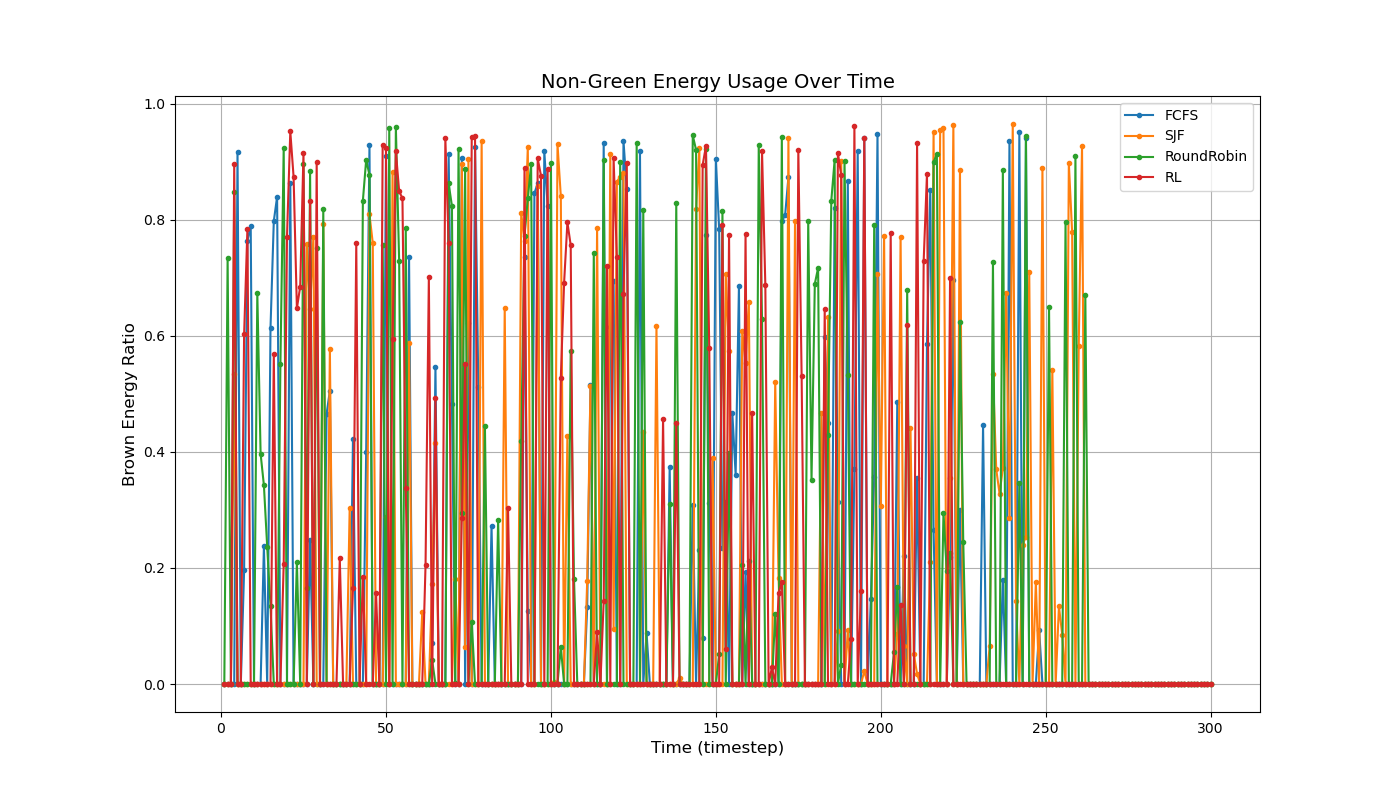 Non-Green Energy Usage Over Time
1.0
0.8
0.6
0.4
0.2
0.0
Brown Energy Ratio
FCFS
SJF
RoundRobin
RL
0 50 100 150 200 250 300
Time (timestep)